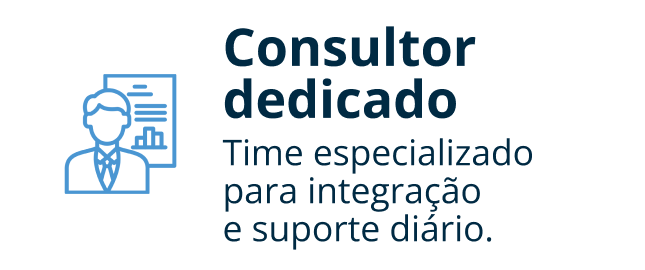 Consultor
dedicado
Time especializado
para integração
e suporte diário.